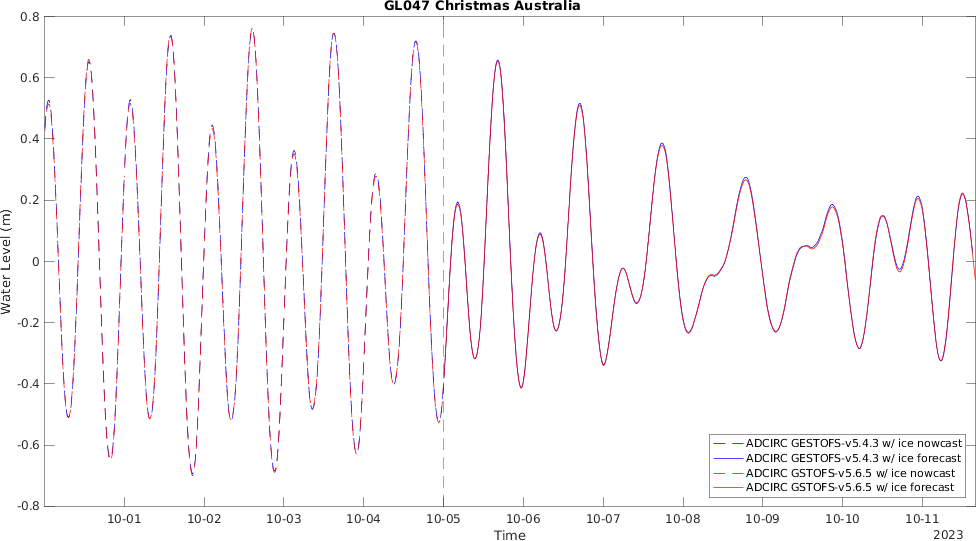 GL047 Christmas Australia
0.8
0.6
0.4
0.2
0
-0.2
-0.4
-0.6
-0.8
Water Level (m)
ADCIRC GESTOFS-v5.4.3 w/ ice nowcast
ADCIRC GESTOFS-v5.4.3 w/ ice forecast
ADCIRC GSTOFS-v5.6.5 w/ ice nowcast
ADCIRC GSTOFS-v5.6.5 w/ ice forecast
10-01 10-02 10-03 10-04 10-05 10-06 10-07 10-08 10-09 10-10 10-11
Time
2023